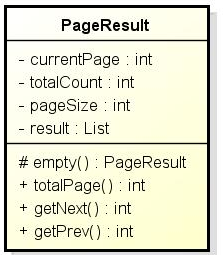 PageResult
- currentPage : int
- totalCount : int
- pageSize : int
- result : List
# empty() : PageResult
+ totalPage() : int
+ getNext() : int
+ getPrev() : int